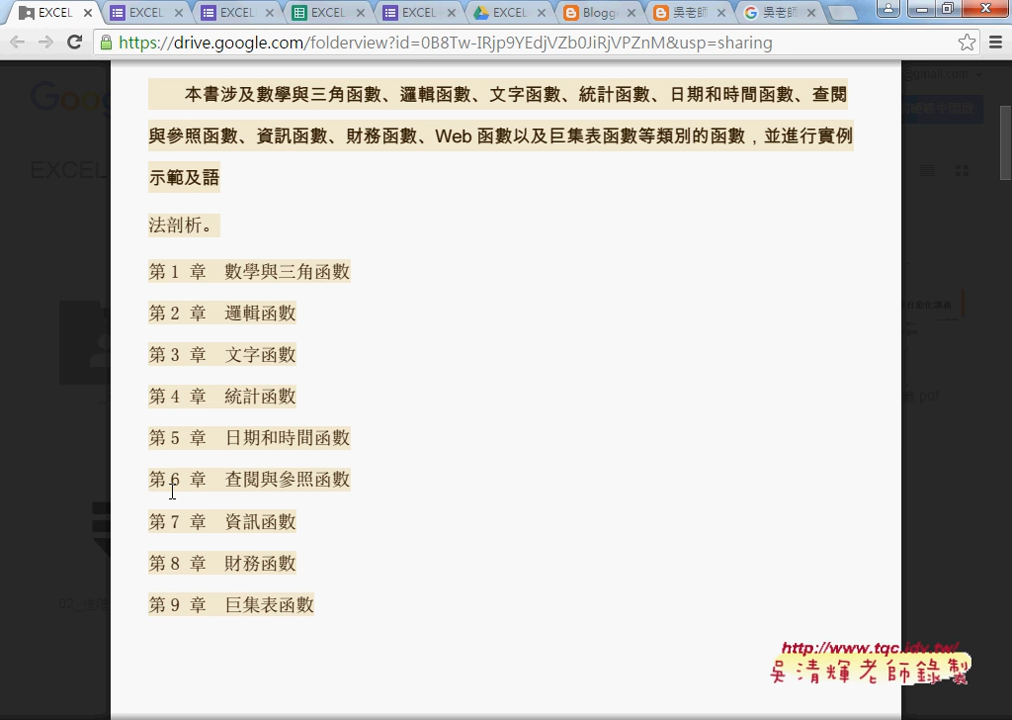 EXCEL
EXCEL
EXCEL
EXCEL
EXCEL
EXCEL
Blogg
吳老師
吳老師
https://drive.google.com/folderview?id=0B8Tw-IRjp9YEdjVZb0JiRjVPZnM&usp=sharing
本書涉及數學與三角函數、邏輯函數、文字函數、統計函數、日期和時間函數、查閱
與參照函數、資訊函數、財務函數、Web 函數以及巨集表函數等類別的函數，並進行實例
示範及語
法剖析。
第 1 章 數學與三角函數
第 2 章 邏輯函數
第 3 章 文字函數
第 4 章 統計函數
第 5 章 日期和時間函數
第 6 章 查閱與參照函數
第 7 章 資訊函數
第 8 章 財務函數
第 9 章 巨集表函數
EXCEL
http://www.tqc.idv.tw/
吳清輝老師錄製